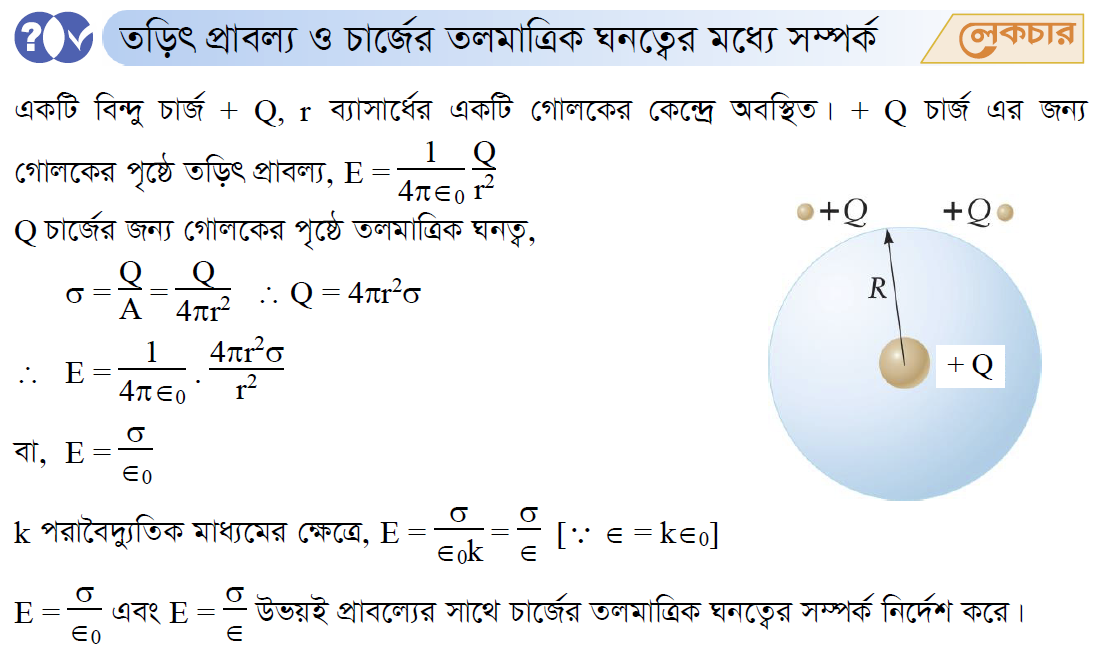 তড়িৎ প্রাবল্য ও চার্জের তলমাত্রিক ঘনত্বের মধ্যে সম্পর্ক
লেকচার
একটি বিন্দু চার্জ + Q, r ব্যাসার্ধের একটি গোলকের কেন্দ্রে অবস্থিত। + Q চার্জ এর জন্য
গোলকের পৃষ্ঠে তড়িৎ প্রাবল্য, E = 1/4π∈₀ Q/r²
Q চার্জের জন্য গোলকের পৃষ্ঠে তলমাত্রিক ঘনত্ব,
σ = Q/A = Q/4πr² ∴ Q = 4πr²σ
∴ E = 1/4π∈₀ . 4πr²σ/r²
বা, E = σ/∈₀
k পরাবৈদ্যুতিক মাধ্যমের ক্ষেত্রে, E = σ/∈₀k = σ/∈ [∵ ∈ = k∈₀]
E = σ/∈₀ এবং E = σ/∈ উভয়ই প্রাবল্যের সাথে চার্জের তলমাত্রিক ঘনত্বের সম্পর্ক নির্দেশ করে।
+Q +Q
R
+ Q